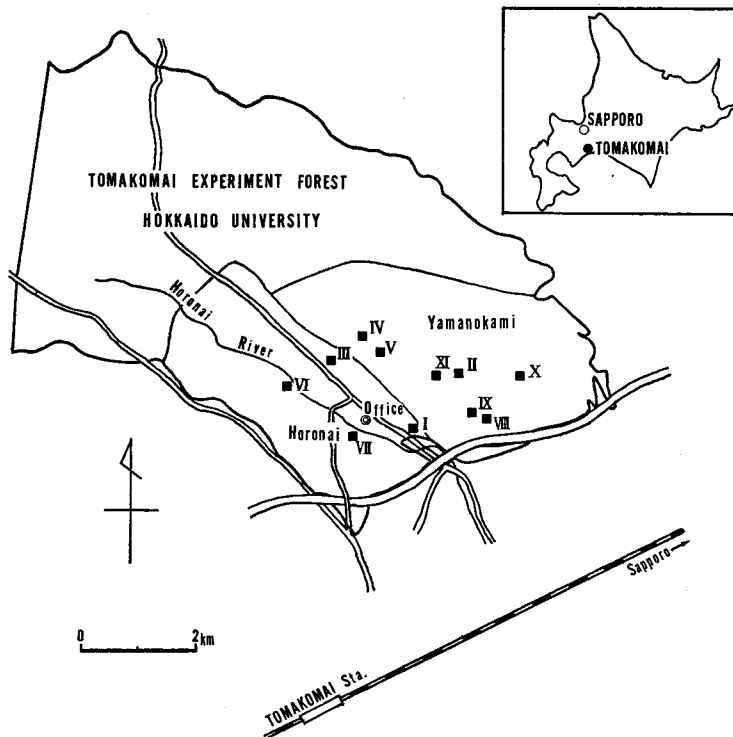 SAPPORO
TOMAKOMAI
TOMAKOMAI EXPERIMENT FOREST
HOKKAIDO UNIVERSITY
Horonai
River
Yamanokami
IV
III
V
XI
II
X
VI
Office
I
IX
VIII
Horonai
VII
0 2km
Sapporo
TOMAKOMAI Sta.